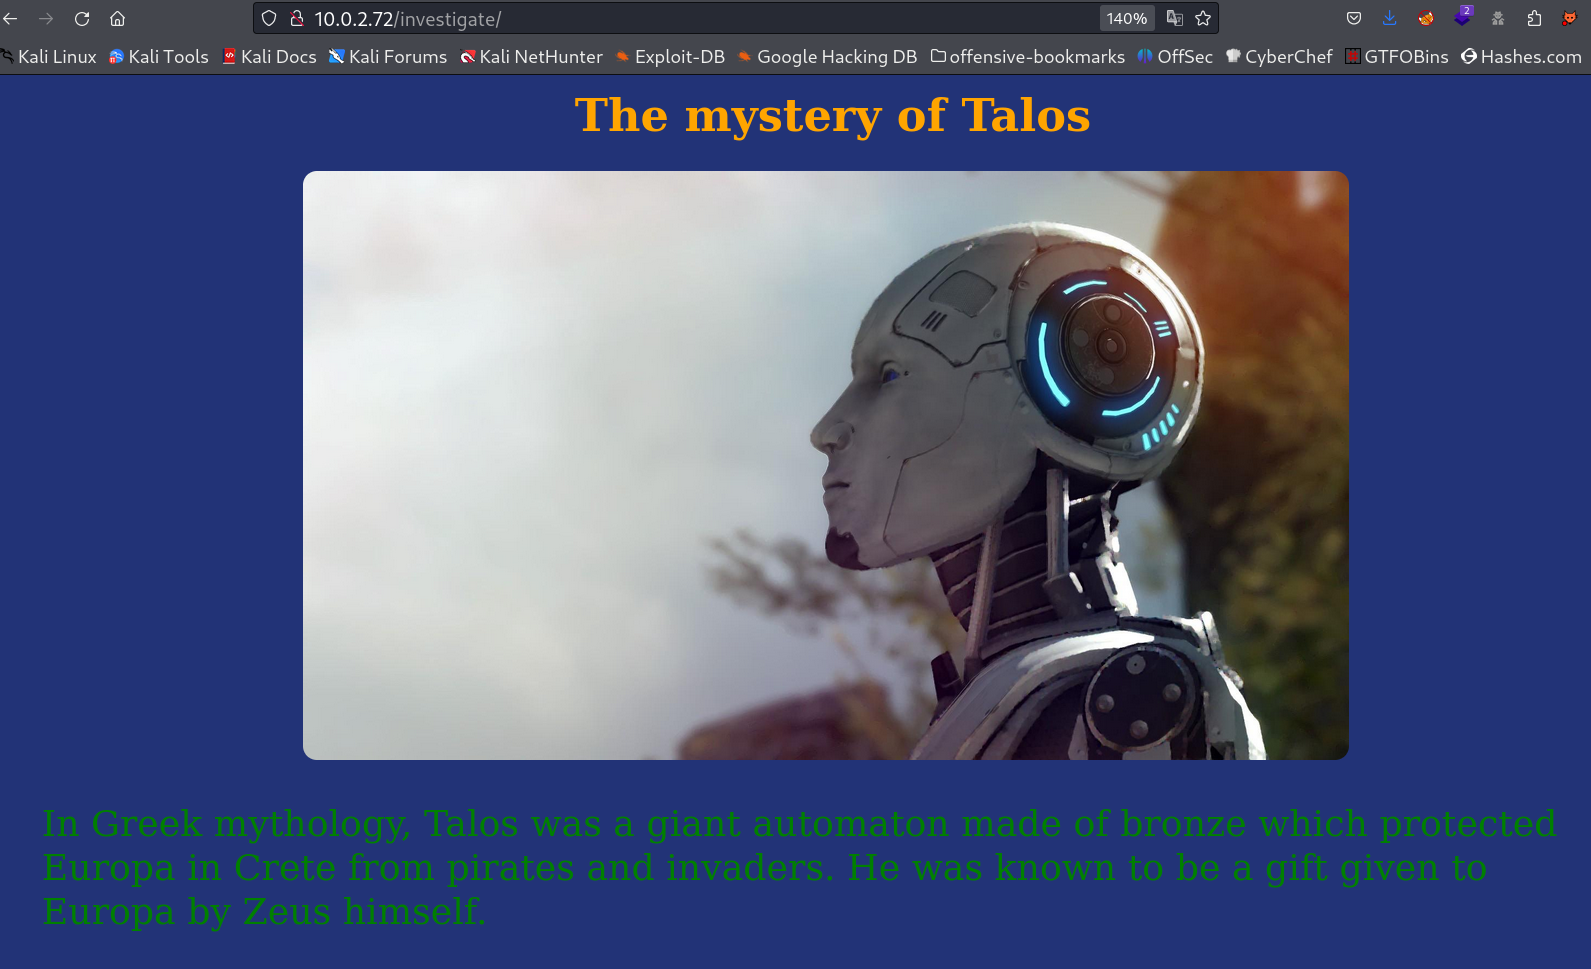 10.0.2.72/investigate/
140%
2
Kali Linux Kali Tools Kali Docs Kali Forums Kali NetHunter Exploit-DB Google Hacking DB offensive-bookmarks OffSec CyberChef GTFOBins Hashes.com
The mystery of Talos
In Greek mythology, Talos was a giant automaton made of bronze which protected
Europa in Crete from pirates and invaders. He was known to be a gift given to
Europa by Zeus himself.